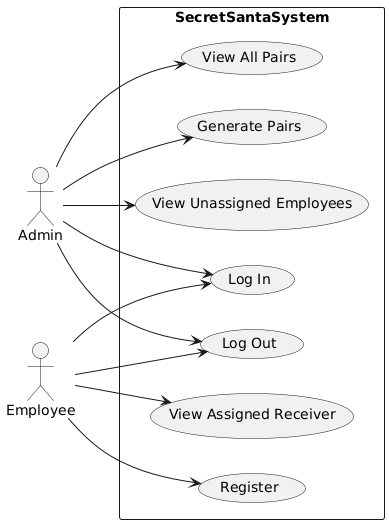 SecretSantaSystem
View All Pairs
Generate Pairs
View Unassigned Employees
Admin
Log In
Log Out
Employee
View Assigned Receiver
Register